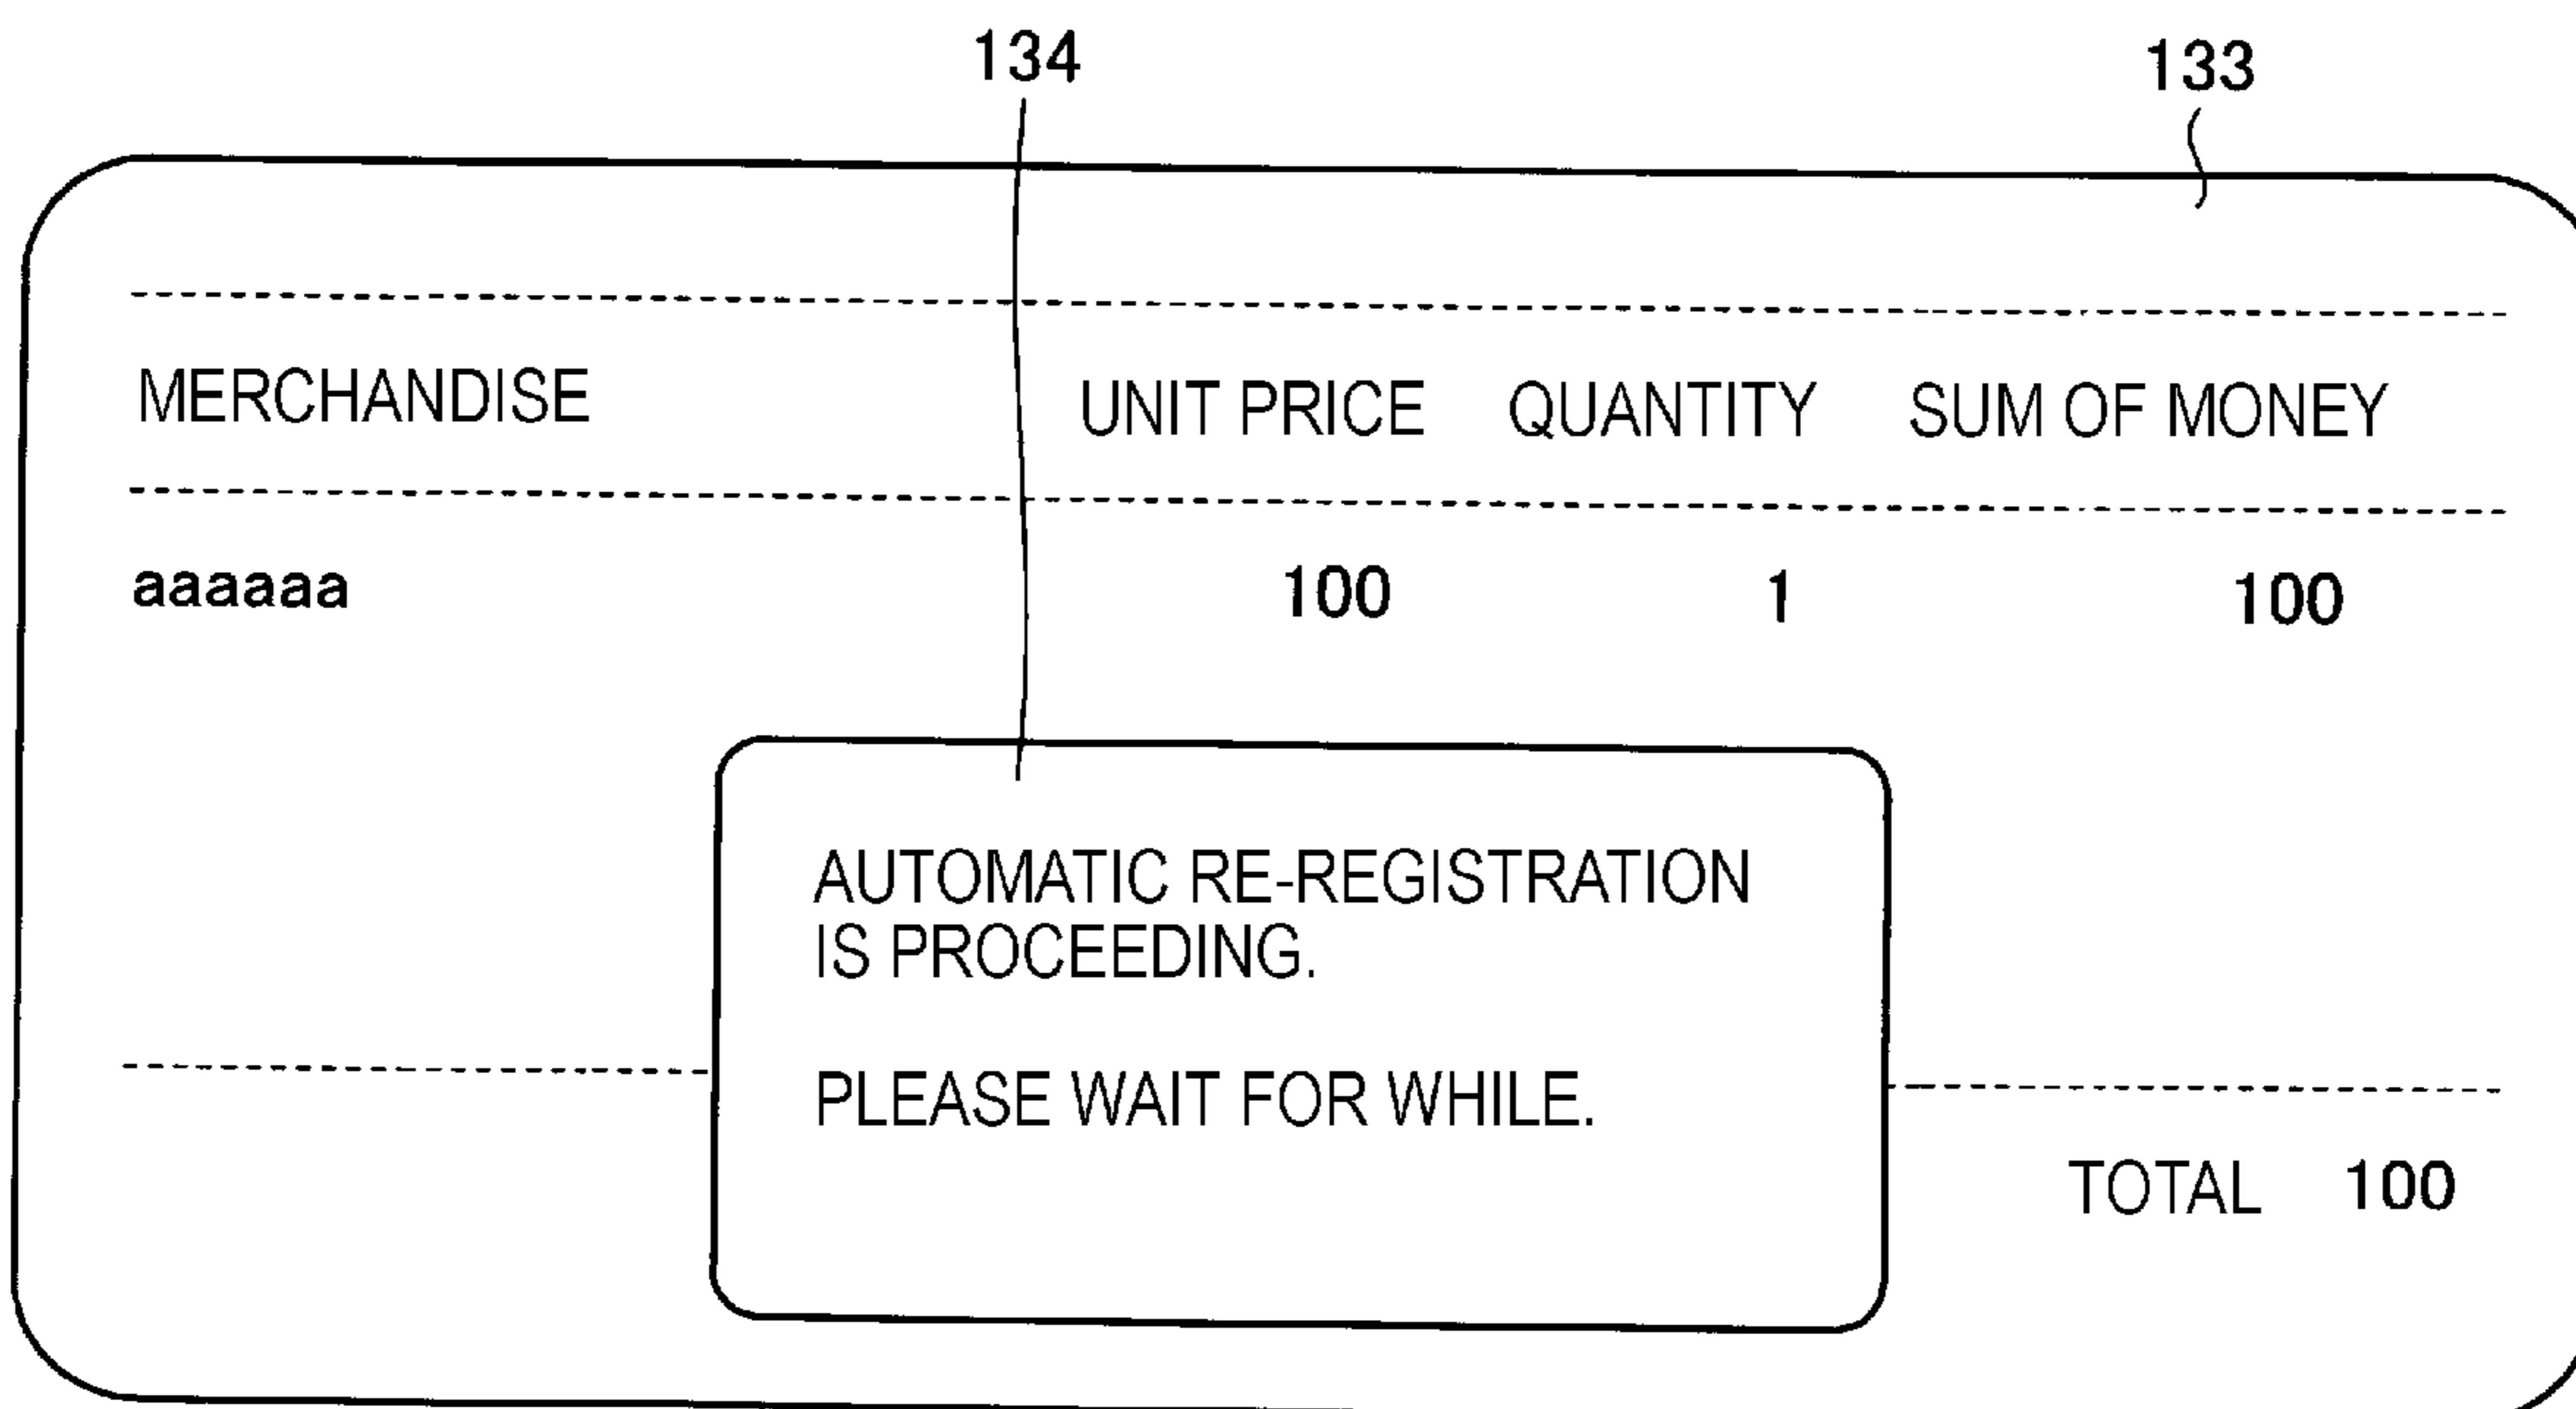 134 133
MERCHANDISE UNIT PRICE QUANTITY SUM OF MONEY
aaaaaa 100 1 100
AUTOMATIC RE-REGISTRATION
IS PROCEEDING.
PLEASE WAIT FOR WHILE.
TOTAL 100